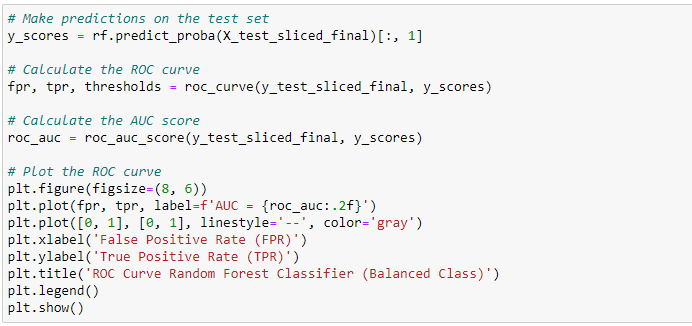 # Make predictions on the test set
y_scores = rf.predict_proba(X_test_sliced_final)[:, 1]
# Calculate the ROC curve
fpr, tpr, thresholds = roc_curve(y_test_sliced_final, y_scores)
# Calculate the AUC score
roc_auc = roc_auc_score(y_test_sliced_final, y_scores)
# Plot the ROC curve
plt.figure(figsize=(8, 6))
plt.plot(fpr, tpr, label=f'AUC = {roc_auc:.2f}')
plt.plot([0, 1], [0, 1], linestyle='--', color='gray')
plt.xlabel('False Positive Rate (FPR)')
plt.ylabel('True Positive Rate (TPR)')
plt.title('ROC Curve Random Forest Classifier (Balanced Class)')
plt.legend()
plt.show()